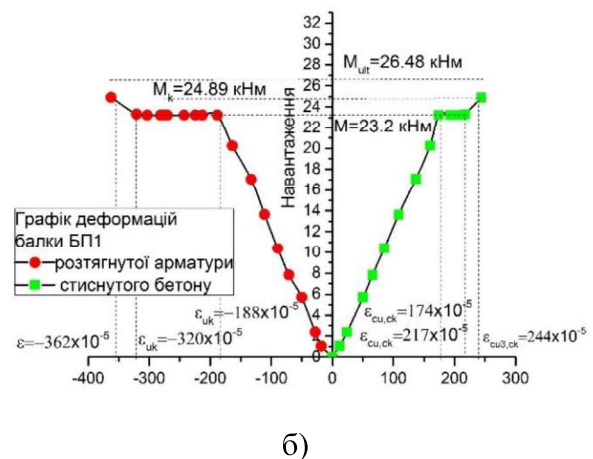 32
30
28
26
24
22
20
18
16
14
12
10
8
6
4
2
0
Навантаження
M_ult=26.48 кНм
M_k=24.89 кНм
M=23.2 кНм
Графік деформацій
балки БП1
розтягнутої арматури
стиснутого бетону
ε_uk=−188x10⁻⁵
ε_cu,ck=174x10⁻⁵
ε_cu,ck=217x10⁻⁵
ε=−362x10⁻⁵
ε_uk=−320x10⁻⁵
ε_cu3,ck=244x10⁻⁵
-400 -300 -200 -100 0 100 200 300
б)